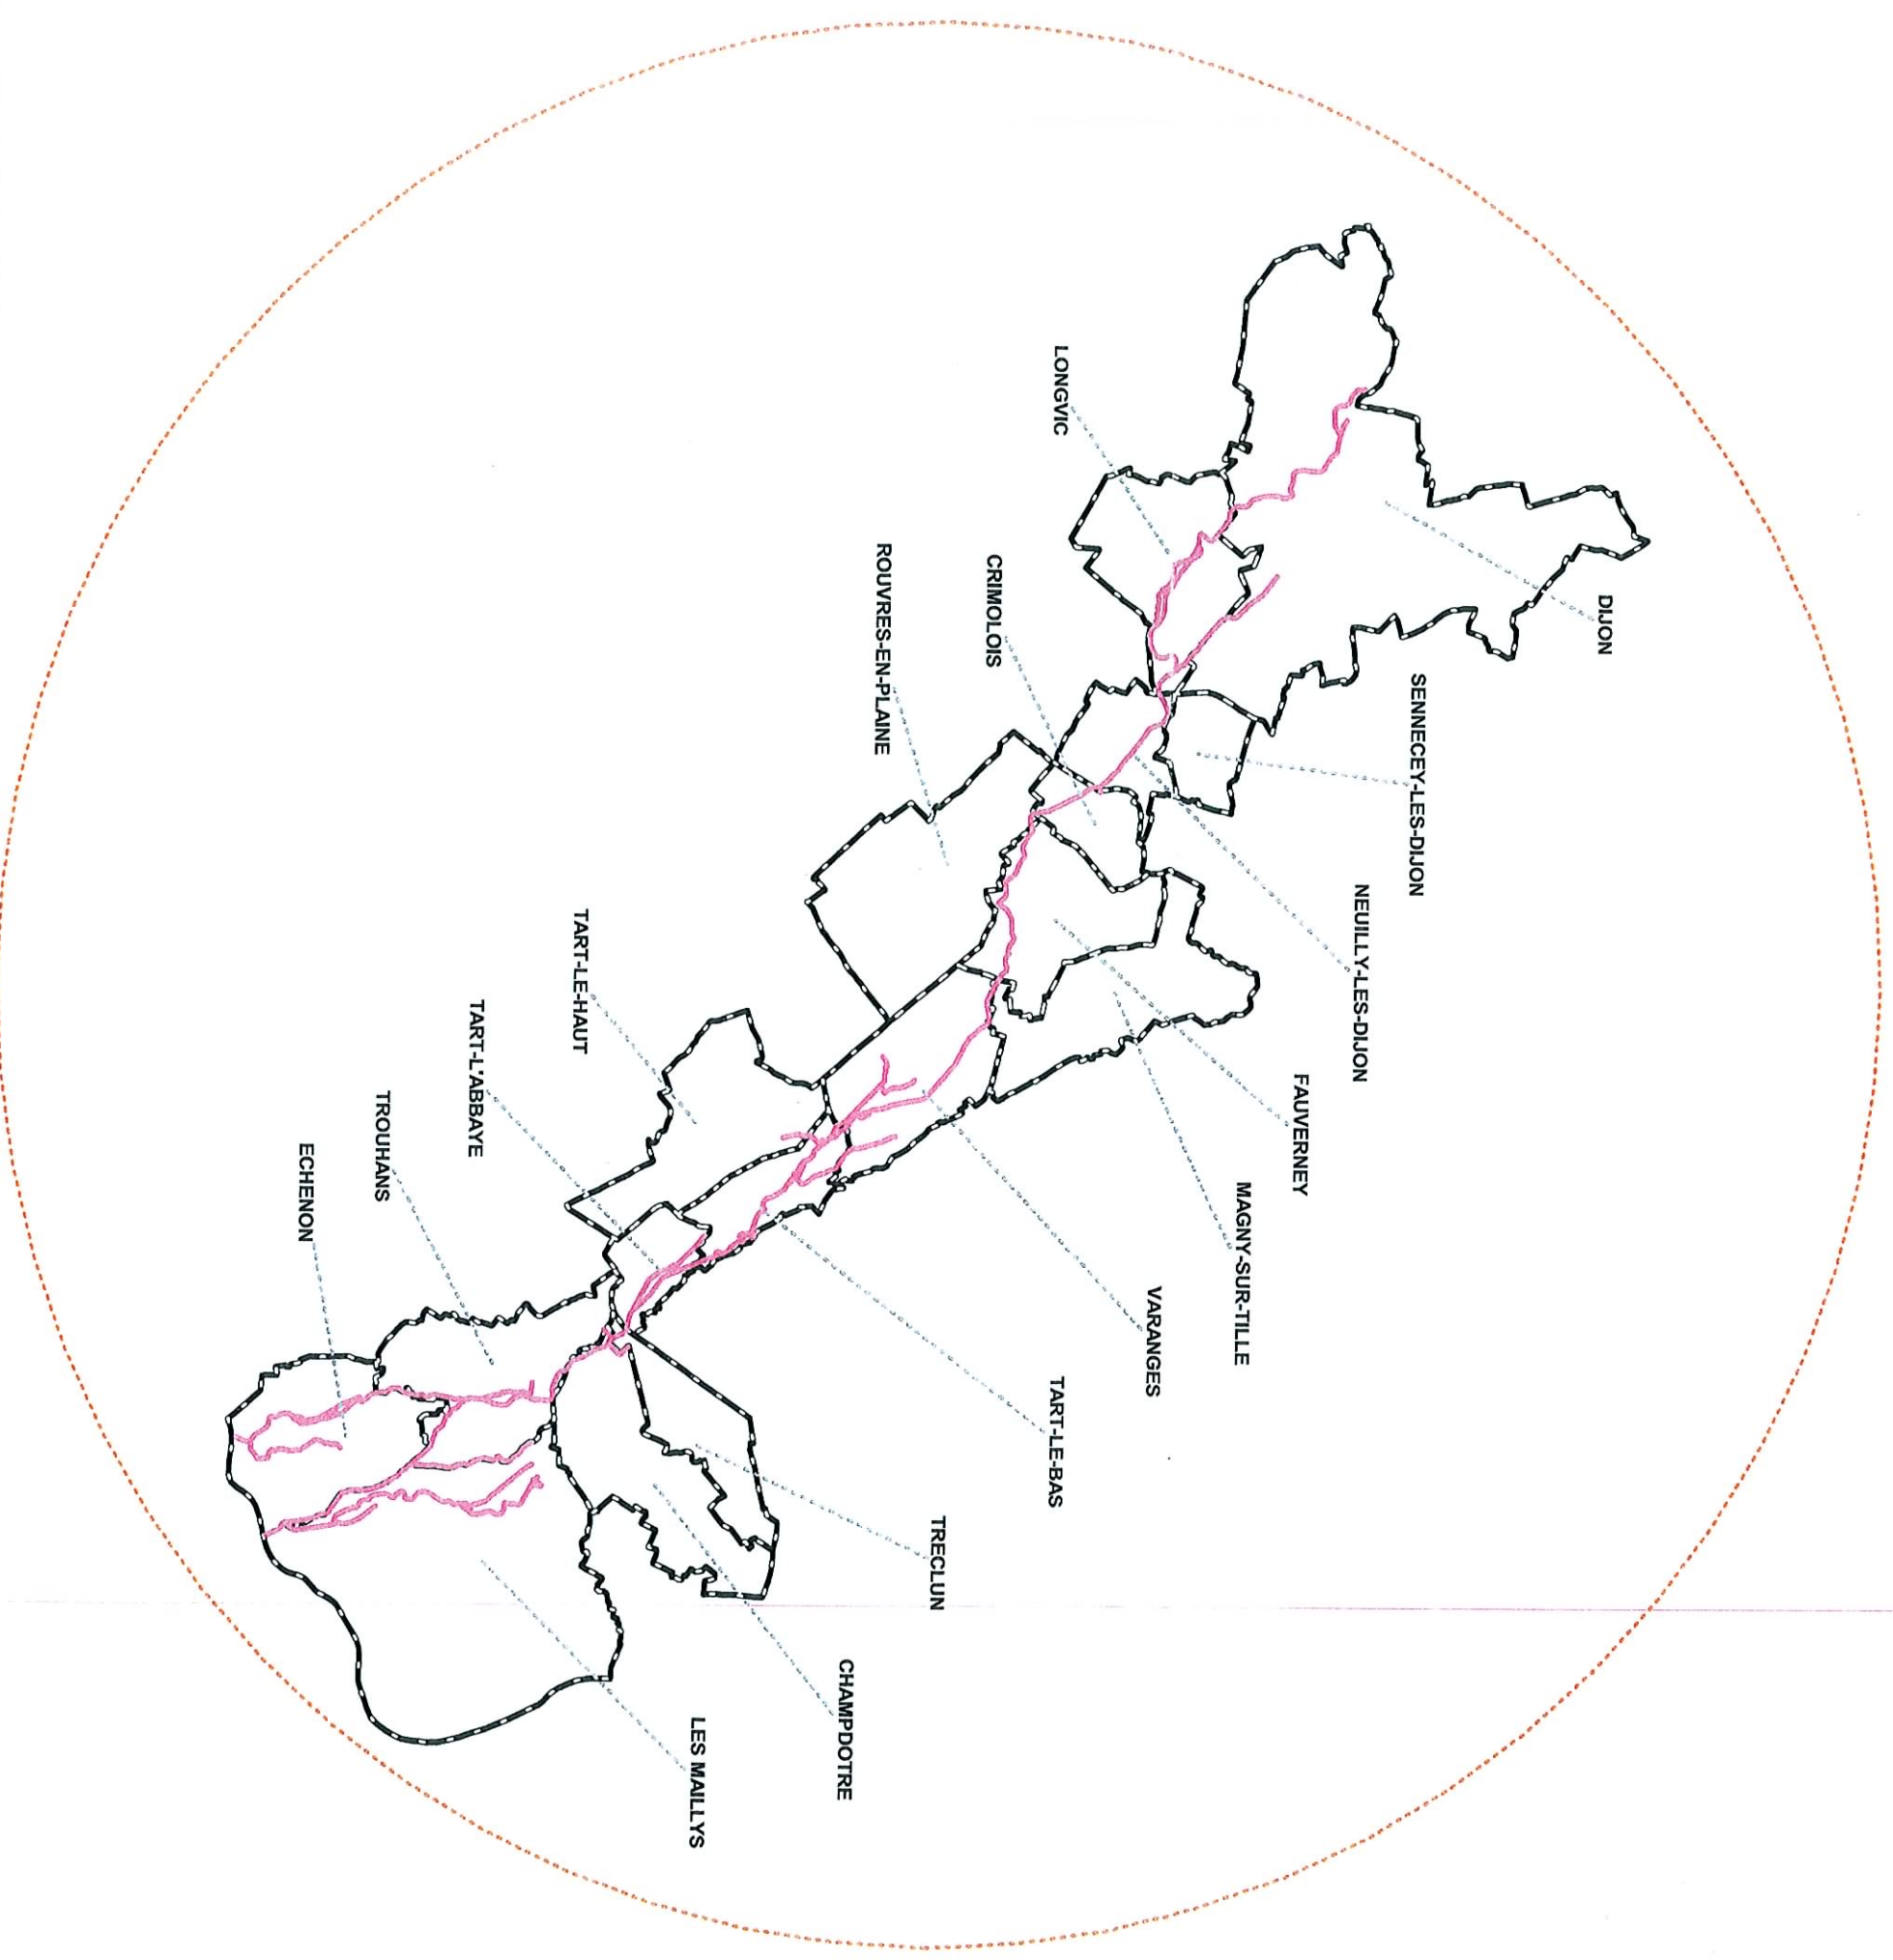 DIJON
SENNECEY-LES-DIJON
NEUILLY-LES-DIJON
FAUVERNEY
MAGNY-SUR-TILLE
VARANGES
LONGVIC
TART-LE-BAS
CRIMOLOIS
TRECLUN
ROUVRES-EN-PLAINE
CHAMPDOTRE
LES MAILLYS
TART-LE-HAUT
TART-L'ABBAYE
TROUHANS
ECHENON